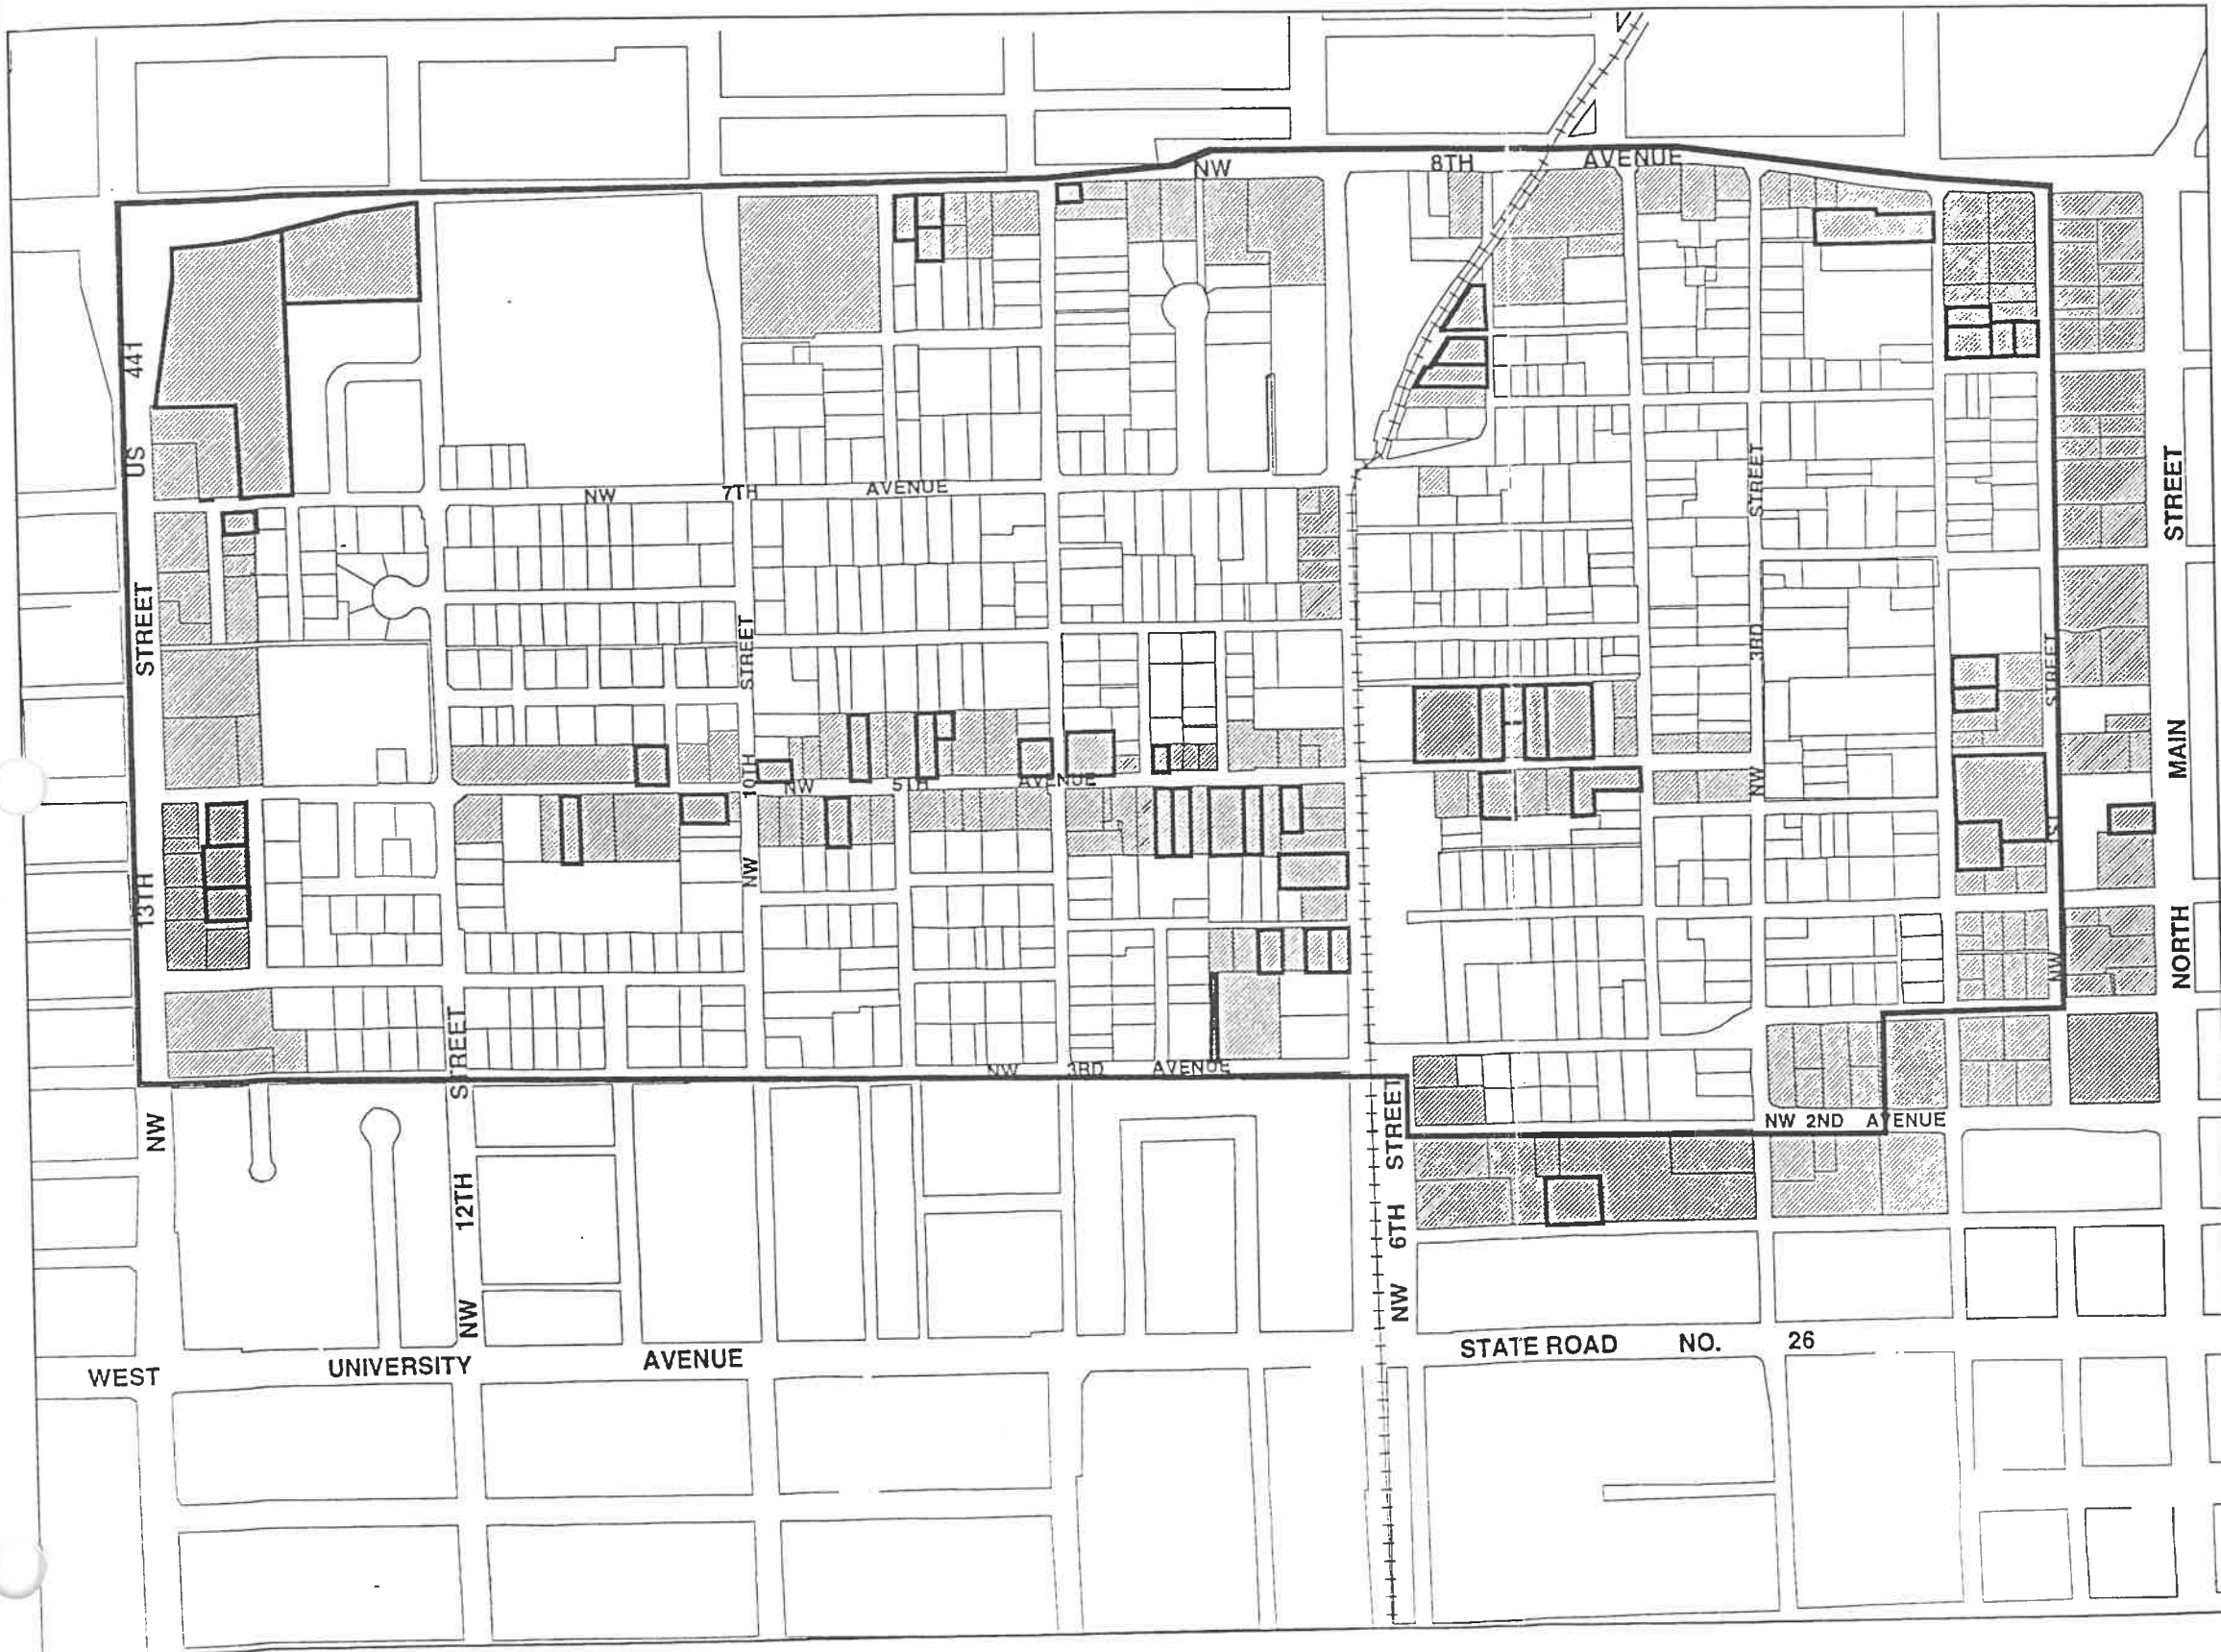 NW 8TH AVENUE
US 441
NW 7TH AVENUE
STREET
STREET
STREET
STREET
3RD
STREET
10TH
NW 5TH AVENUE
NW
MAIN
ST
13TH
NW
NORTH
NW
STREET
NW 3RD AVENUE
NW
STREET
NW 2ND AVENUE
12TH
6TH
NW
NW
STATE ROAD NO. 26
WEST UNIVERSITY AVENUE